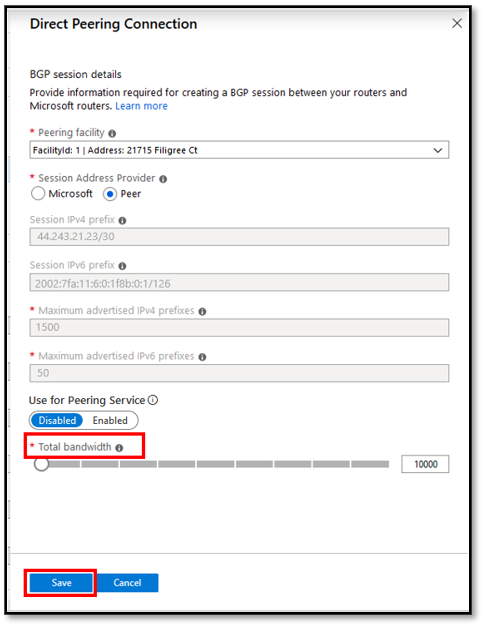 Direct Peering Connection
BGP session details
Provide information required for creating a BGP session between your routers and
Microsoft routers. Learn more
* Peering facility
FacilityId: 1 | Address: 21715 Filigree Ct
* Session Address Provider
Microsoft Peer
Session IPv4 prefix
44.243.21.23/30
Session IPv6 prefix
2002:7fa:11:6:0:1f8b:0:1/126
* Maximum advertised IPv4 prefixes
1500
* Maximum advertised IPv6 prefixes
50
Use for Peering Service
Disabled Enabled
* Total bandwidth
10000
Save Cancel